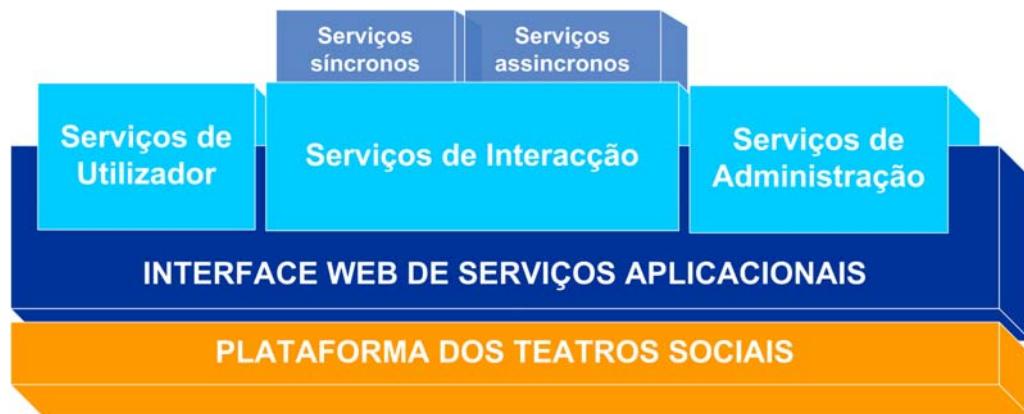 Serviços
síncronos
Serviços
assincronos
Serviços de
Utilizador
Serviços de Interacção
Serviços de
Administração
INTERFACE WEB DE SERVIÇOS APLICACIONAIS
PLATAFORMA DOS TEATROS SOCIAIS